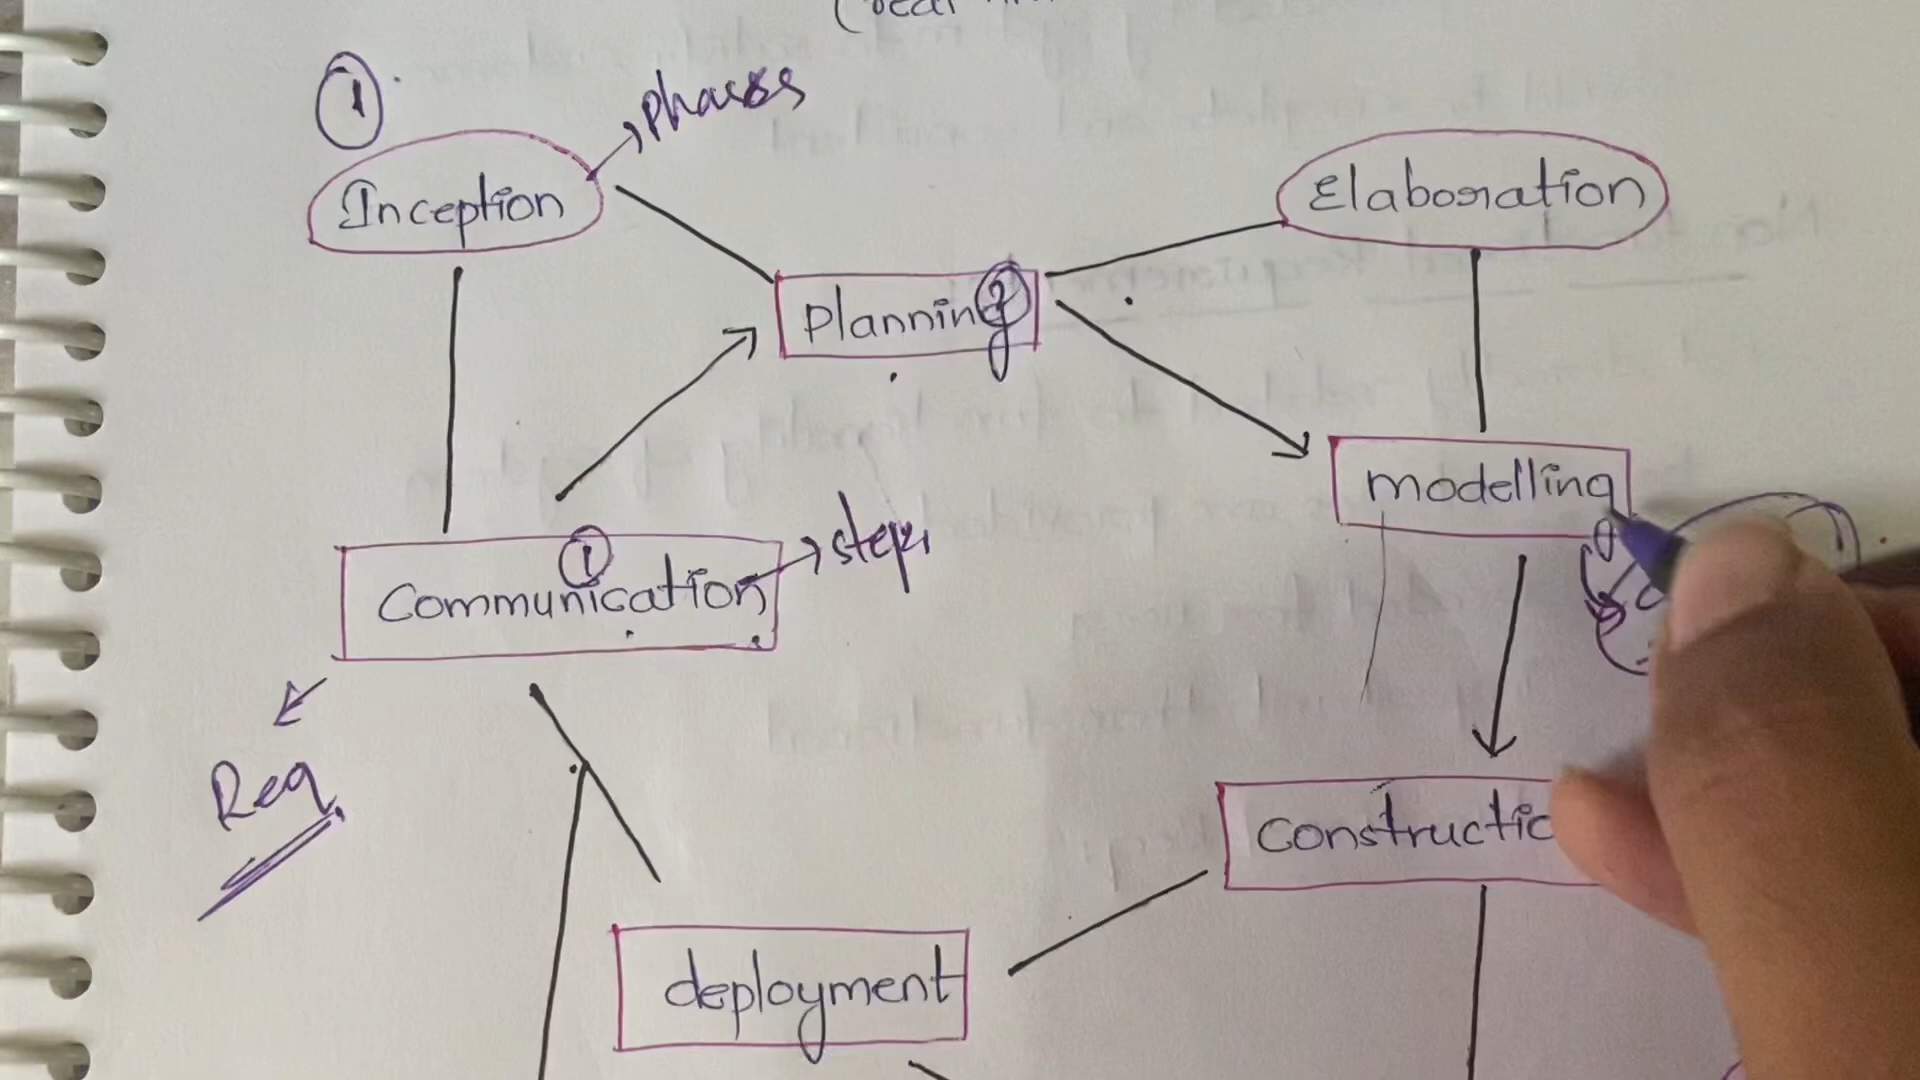 ①
phases
Inception
Elaboration
Planning
②
modelling
①
→ steps
Communication
Req.
Constructio
deployment